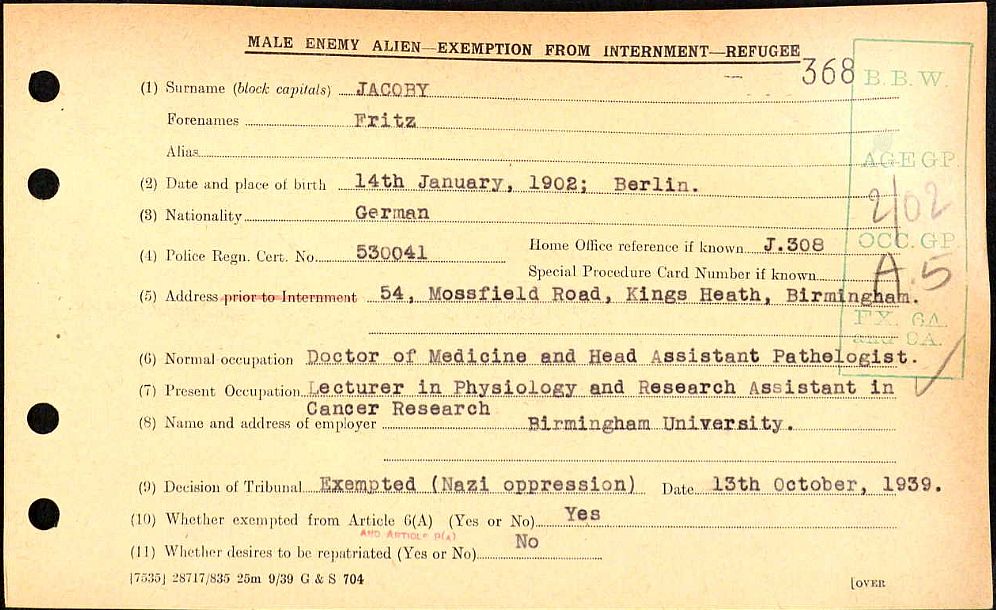 MALE ENEMY ALIEN—EXEMPTION FROM INTERNMENT—REFUGEE
368
B.B.W.
(1) Surname (block capitals) JACOBY
Forenames Fritz
Alias
AGE GP.
(2) Date and place of birth 14th January, 1902; Berlin.
2/02
(3) Nationality German
OCC. GP.
(4) Police Regn. Cert. No. 530041 Home Office reference if known J.308
Special Procedure Card Number if known
A.5
(5) Address prior to Internment 54, Mossfield Road, Kings Heath, Birmingham.
FX. 6A.
and 9A.
(6) Normal occupation Doctor of Medicine and Head Assistant Pathologist.
(7) Present Occupation Lecturer in Physiology and Research Assistant in
Cancer Research
(8) Name and address of employer Birmingham University.
(9) Decision of Tribunal Exempted (Nazi oppression) Date 13th October, 1939.
(10) Whether exempted from Article 6(A) (Yes or No) Yes
AND ARTICLE 9(A)
(11) Whether desires to be repatriated (Yes or No) No
[7535] 28717/835 25m 9/39 G & S 704 [OVER